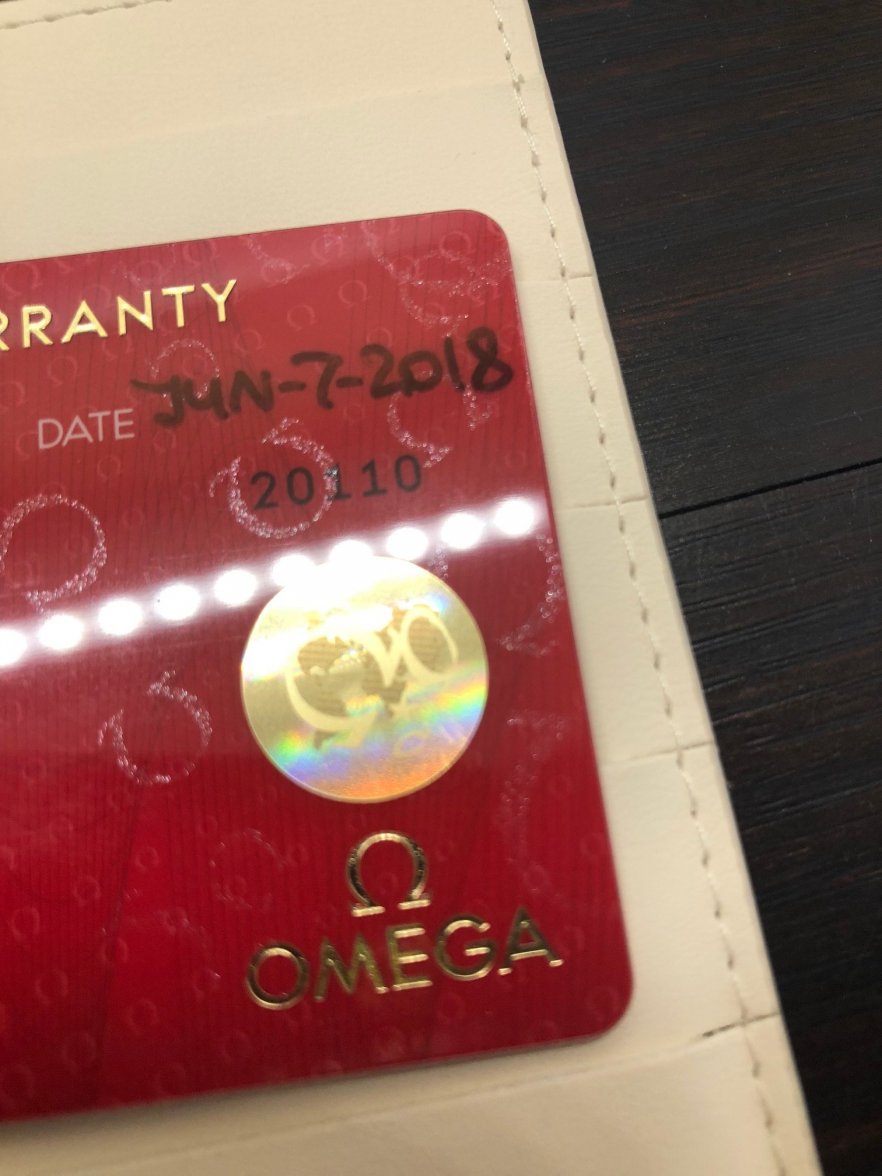 RRANTY
DATE JUN-7-2018
20110
Ω
OMEGA